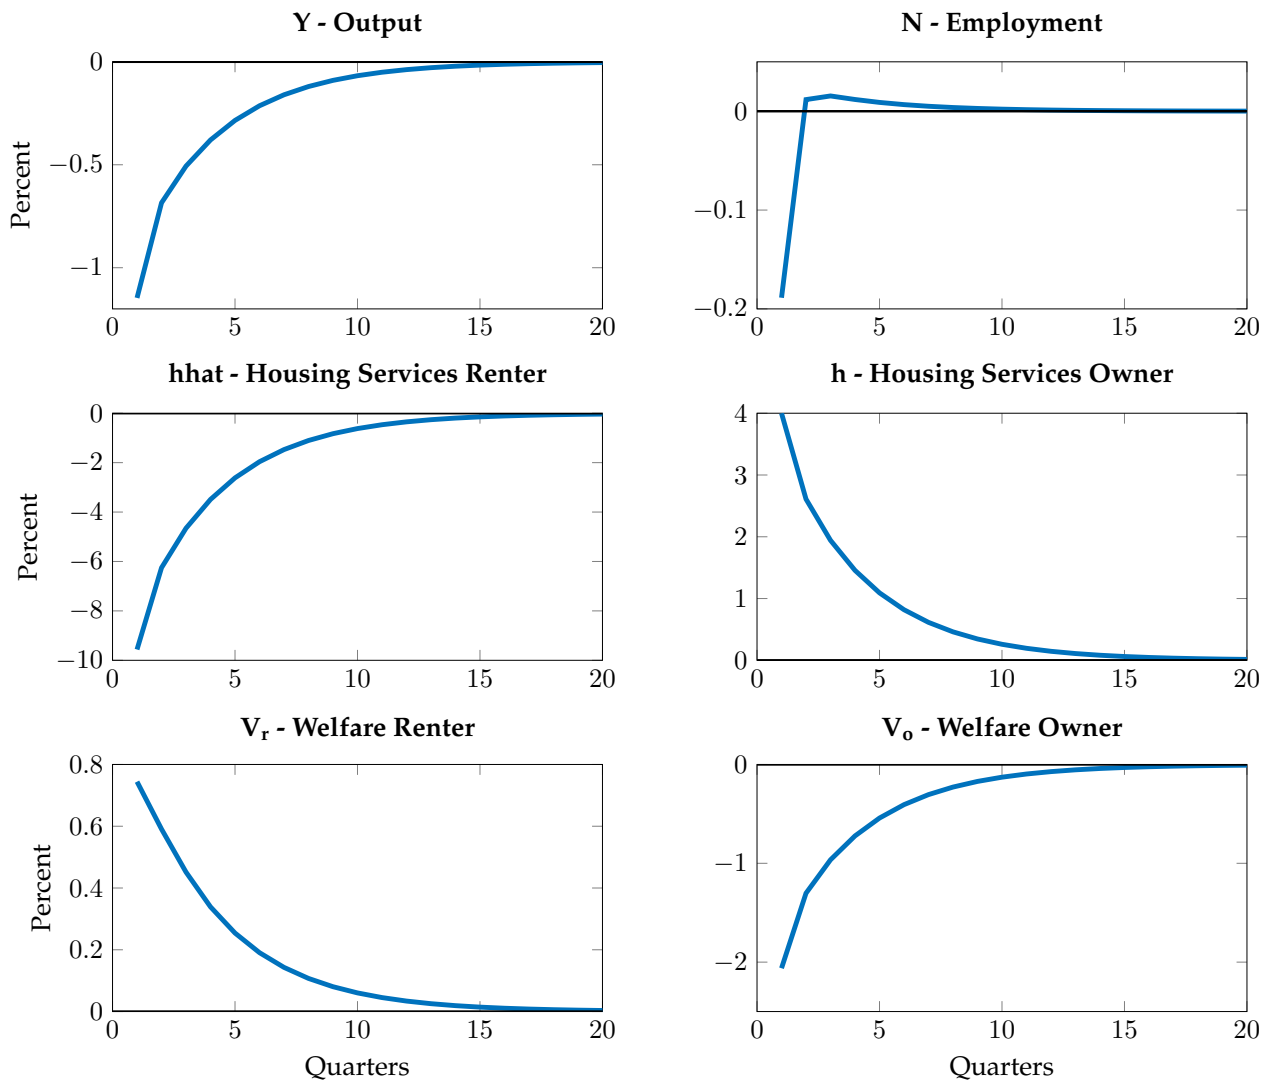 Y - Output
N - Employment
Percent
0
−0.5
−1
0 5 10 15 20
0
−0.1
−0.2
0 5 10 15 20
hhat - Housing Services Renter
h - Housing Services Owner
Percent
0
−2
−4
−6
−8
−10
0 5 10 15 20
4
3
2
1
0
0 5 10 15 20
V_r - Welfare Renter
V_o - Welfare Owner
Percent
0.8
0.6
0.4
0.2
0
0 5 10 15 20
Quarters
0
−1
−2
0 5 10 15 20
Quarters